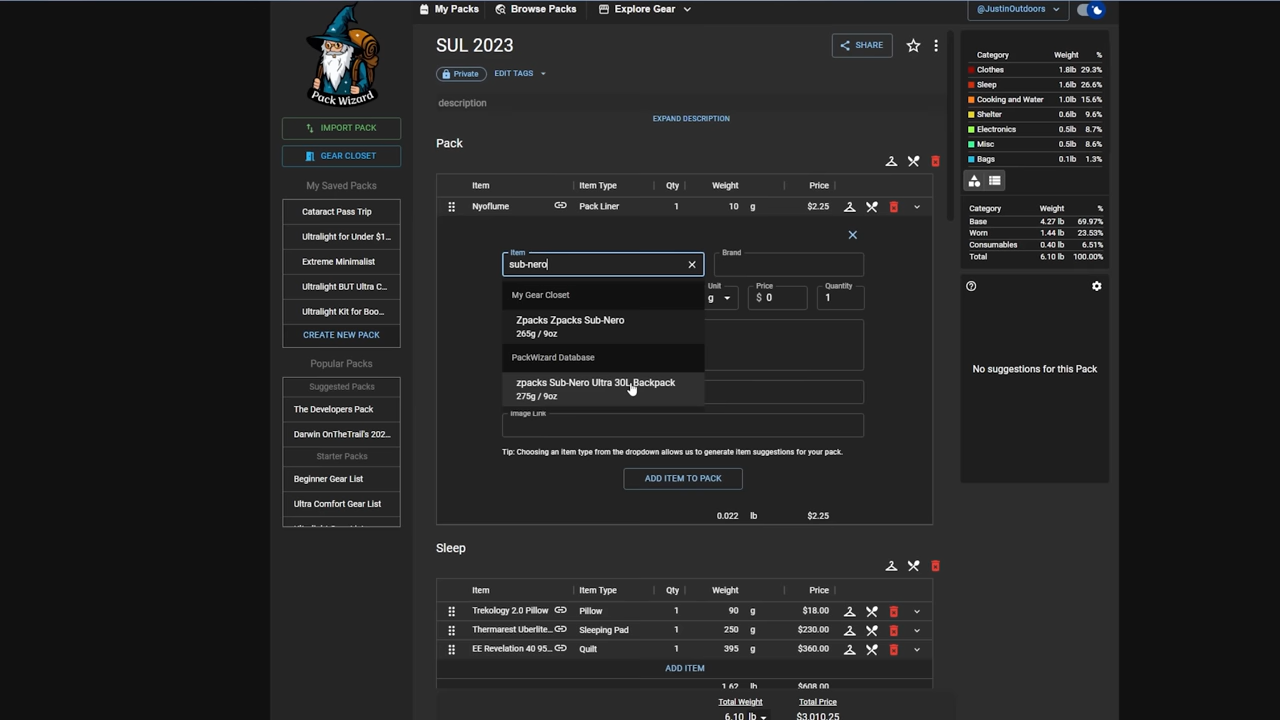 My Packs
Browse Packs
Explore Gear
@JustinOutdoors
Pack Wizard
IMPORT PACK
GEAR CLOSET
My Saved Packs
Cataract Pass Trip
Ultralight for Under $1...
Extreme Minimalist
Ultralight BUT Ultra C...
Ultralight Kit for Boo...
CREATE NEW PACK
Popular Packs
Suggested Packs
The Developers Pack
Darwin OnTheTrail's 202...
Starter Packs
Beginner Gear List
Ultra Comfort Gear List
SUL 2023
SHARE
Private
EDIT TAGS
description
EXPAND DESCRIPTION
Pack
Item Item Type Qty Weight Price
Nyoflume Pack Liner 1 10 g $2.25
Item
sub-nero
Brand
My Gear Closet
Unit
g
Price
$ 0
Quantity
1
Zpacks Zpacks Sub-Nero
265g / 9oz
PackWizard Database
zpacks Sub-Nero Ultra 30L Backpack
275g / 9oz
Image Link
Tip: Choosing an item type from the dropdown allows us to generate item suggestions for your pack.
ADD ITEM TO PACK
0.022 lb $2.25
Sleep
Item Item Type Qty Weight Price
Trekology 2.0 Pillow Pillow 1 90 g $18.00
Thermarest Uberlite... Sleeping Pad 1 250 g $230.00
EE Revelation 40 95... Quilt 1 395 g $360.00
ADD ITEM
1.62 lb $608.00
Total Weight Total Price
6.10 lb $3,010.25
Category Weight %
Clothes 1.8lb 29.3%
Sleep 1.6lb 26.6%
Cooking and Water 1.0lb 15.6%
Shelter 0.6lb 9.6%
Electronics 0.5lb 8.7%
Misc 0.5lb 8.6%
Bags 0.1lb 1.3%
Category Weight %
Base 4.27 lb 69.97%
Worn 1.44 lb 23.53%
Consumables 0.40 lb 6.51%
Total 6.10 lb 100.00%
No suggestions for this Pack